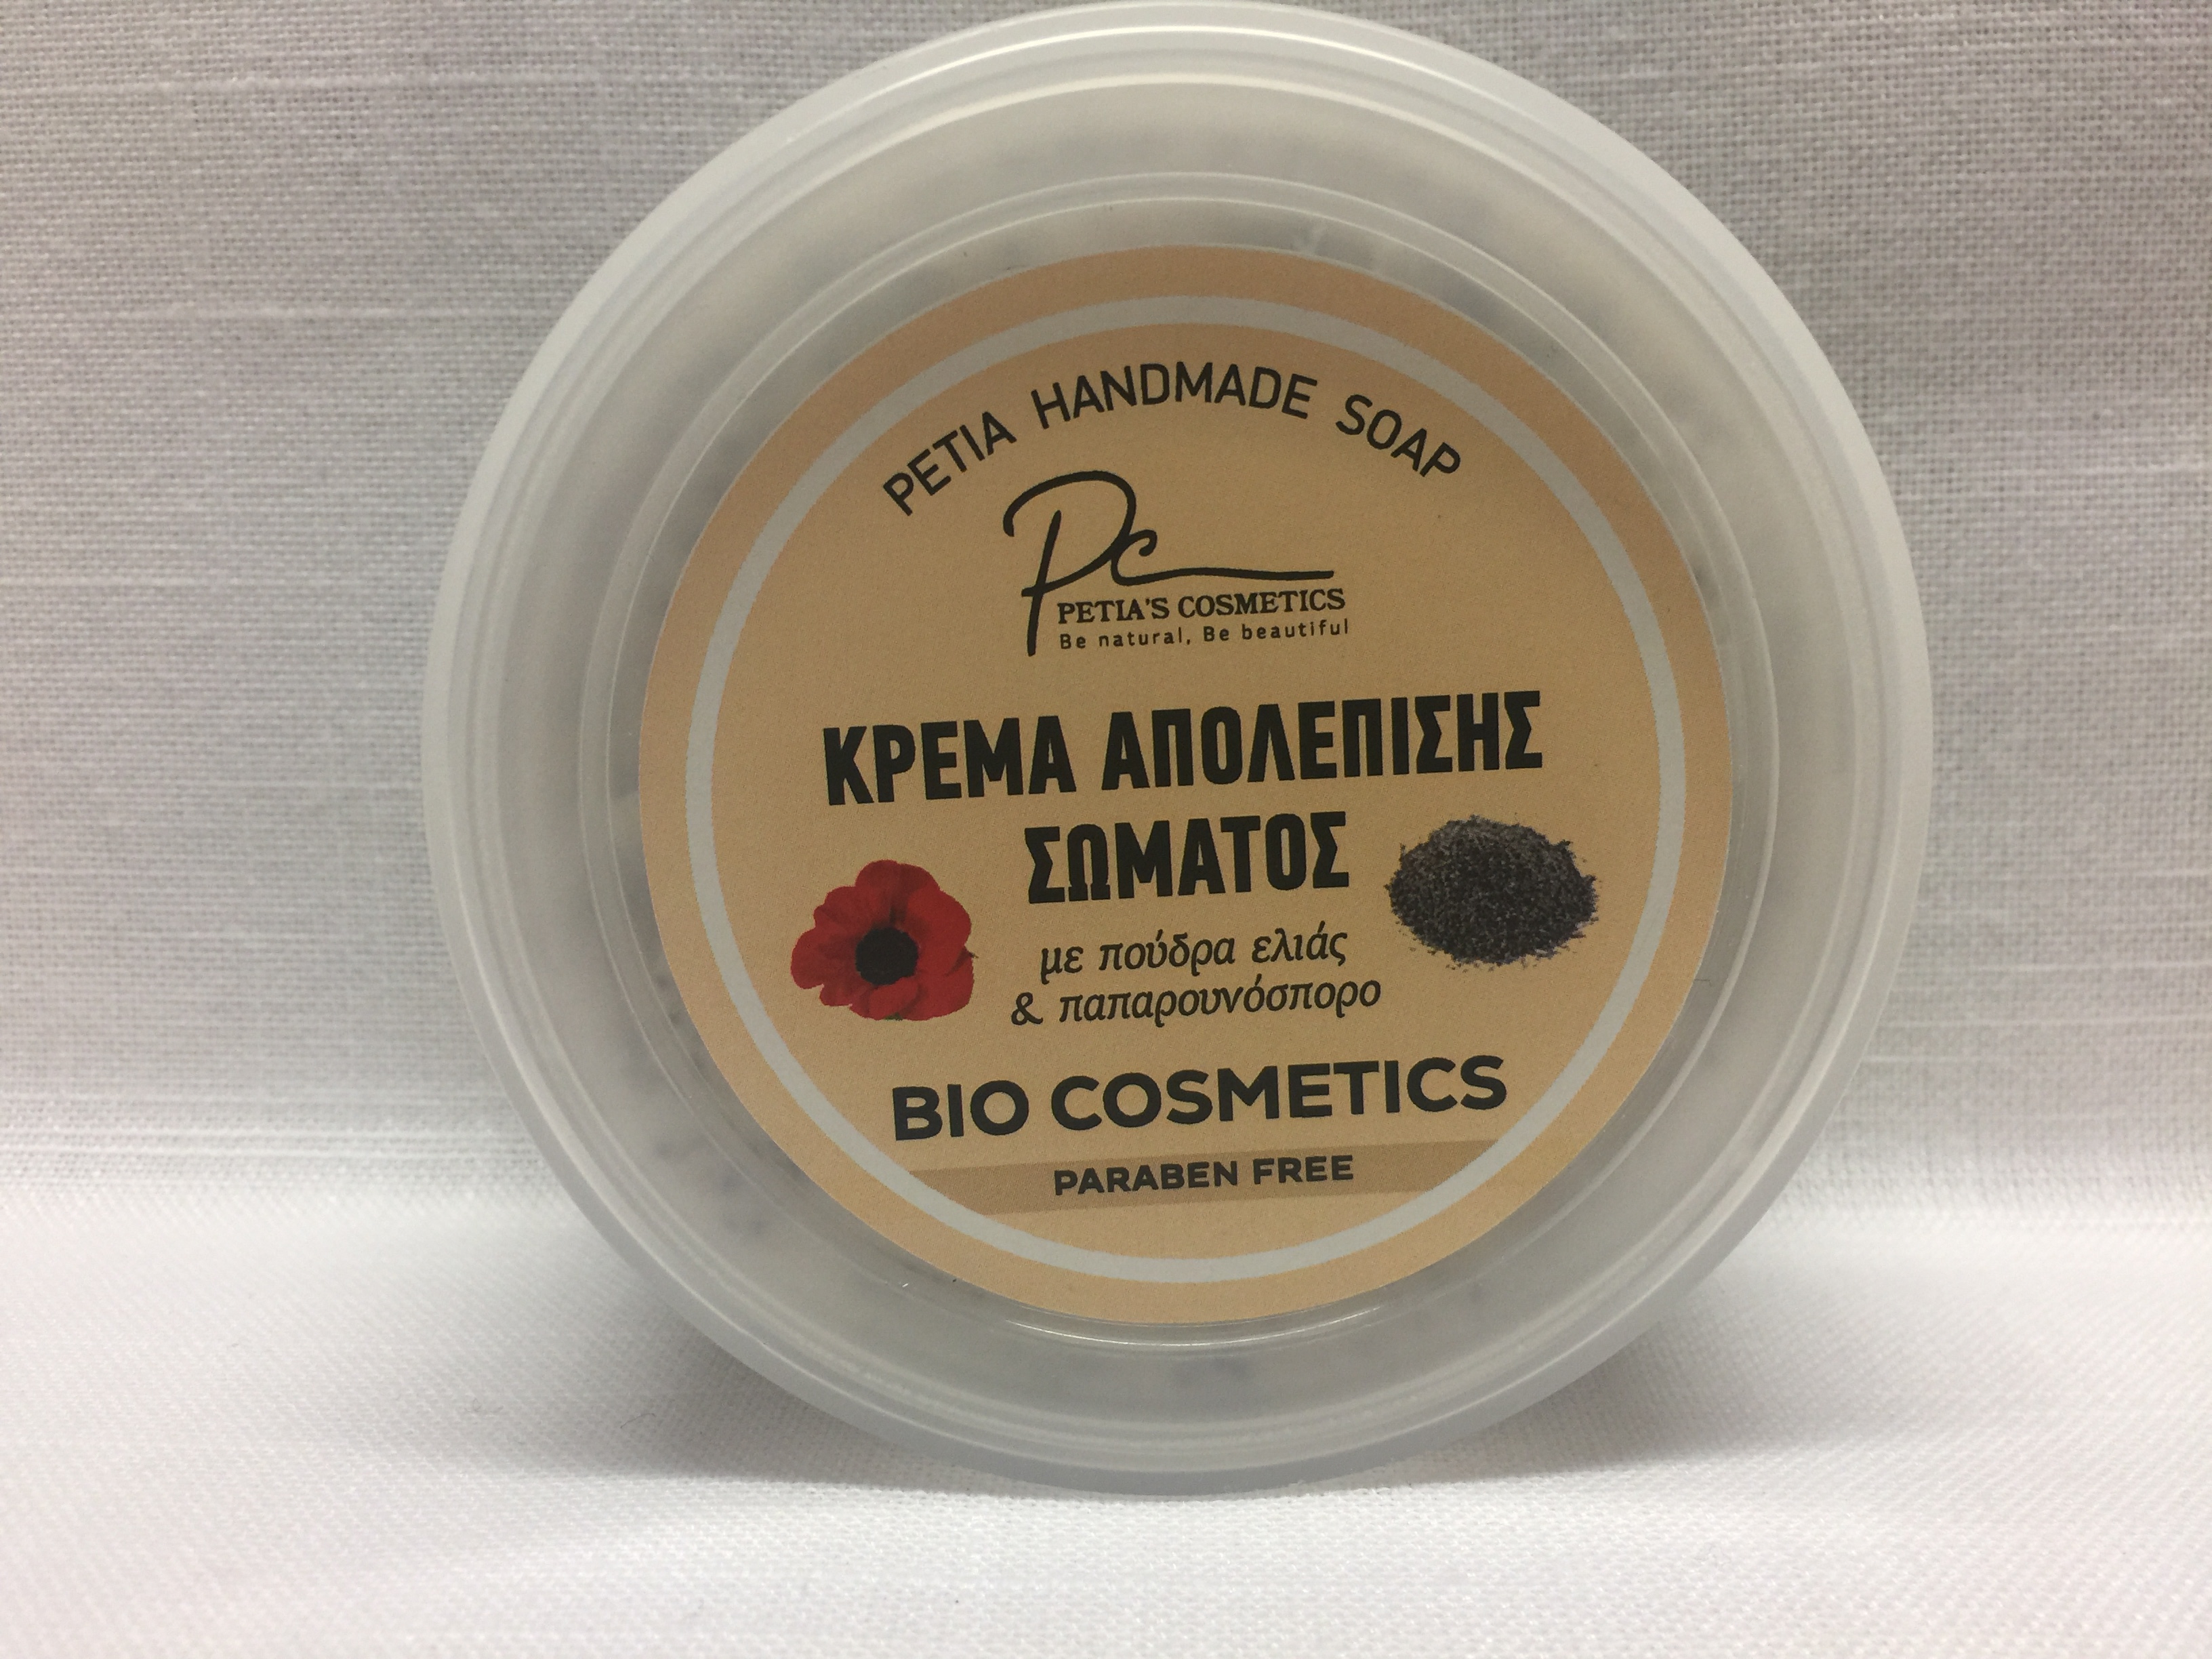 PETIA HANDMADE SOAP
Pc
PETIA'S COSMETICS
Be natural, Be beautiful
ΚΡΕΜΑ ΑΠΟΛΕΠΙΣΗΣ
ΣΩΜΑΤΟΣ
με πούδρα ελιάς
& παπαρουνόσπορο
BIO COSMETICS
PARABEN FREE